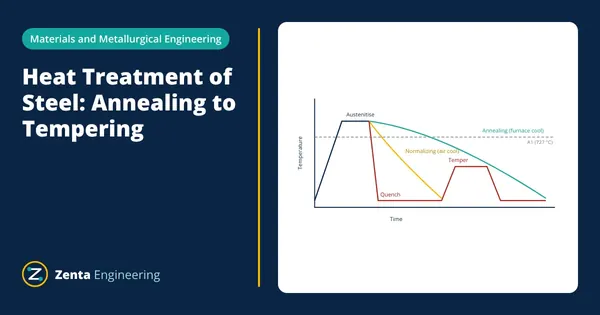 Materials and Metallurgical Engineering
Heat Treatment of
Steel: Annealing to
Tempering
Zenta Engineering
Austenitise
Annealing (furnace cool)
A1 (727 °C)
Normalizing (air cool)
Temper
Quench
Temperature
Time